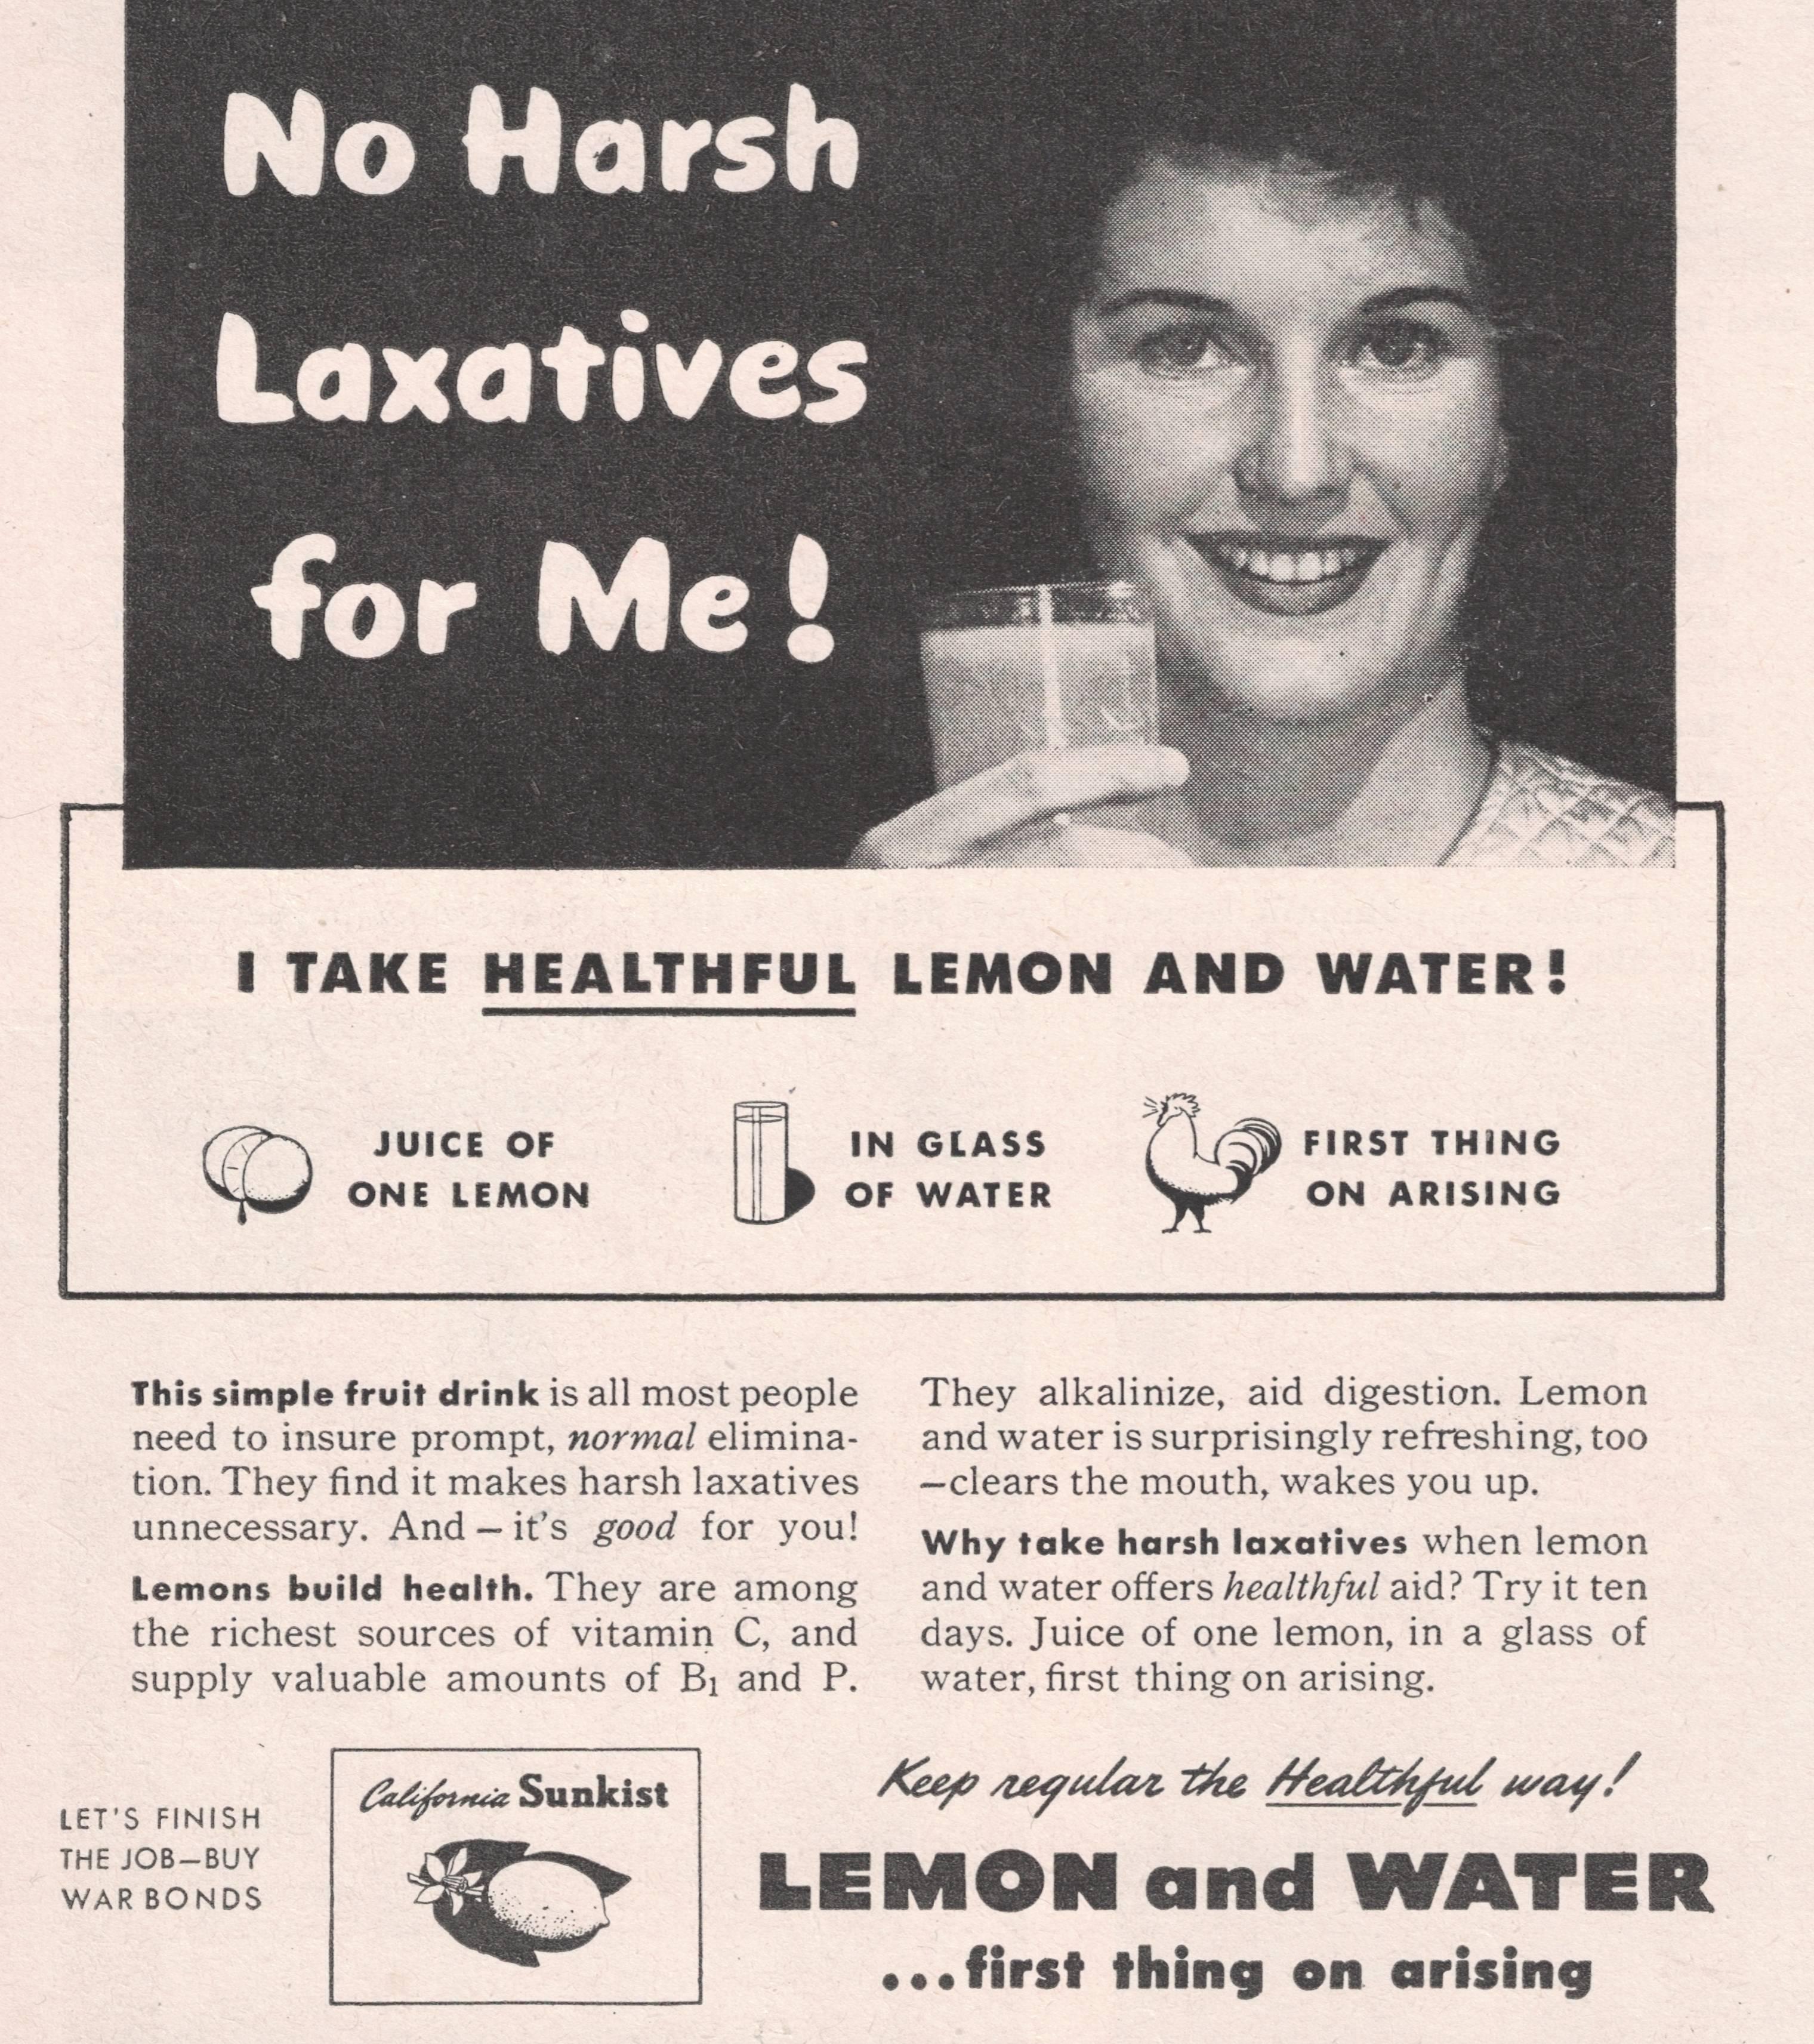 No Harsh
Laxatives
for Me!
I TAKE HEALTHFUL LEMON AND WATER!
JUICE OF
ONE LEMON
IN GLASS
OF WATER
FIRST THING
ON ARISING
This simple fruit drink is all most people
need to insure prompt, normal elimina-
tion. They find it makes harsh laxatives
unnecessary. And – it's good for you!
Lemons build health. They are among
the richest sources of vitamin C, and
supply valuable amounts of B₁ and P.
They alkalinize, aid digestion. Lemon
and water is surprisingly refreshing, too
—clears the mouth, wakes you up.
Why take harsh laxatives when lemon
and water offers healthful aid? Try it ten
days. Juice of one lemon, in a glass of
water, first thing on arising.
LET'S FINISH
THE JOB—BUY
WAR BONDS
California Sunkist
Keep regular the Healthful way!
LEMON and WATER
...first thing on arising